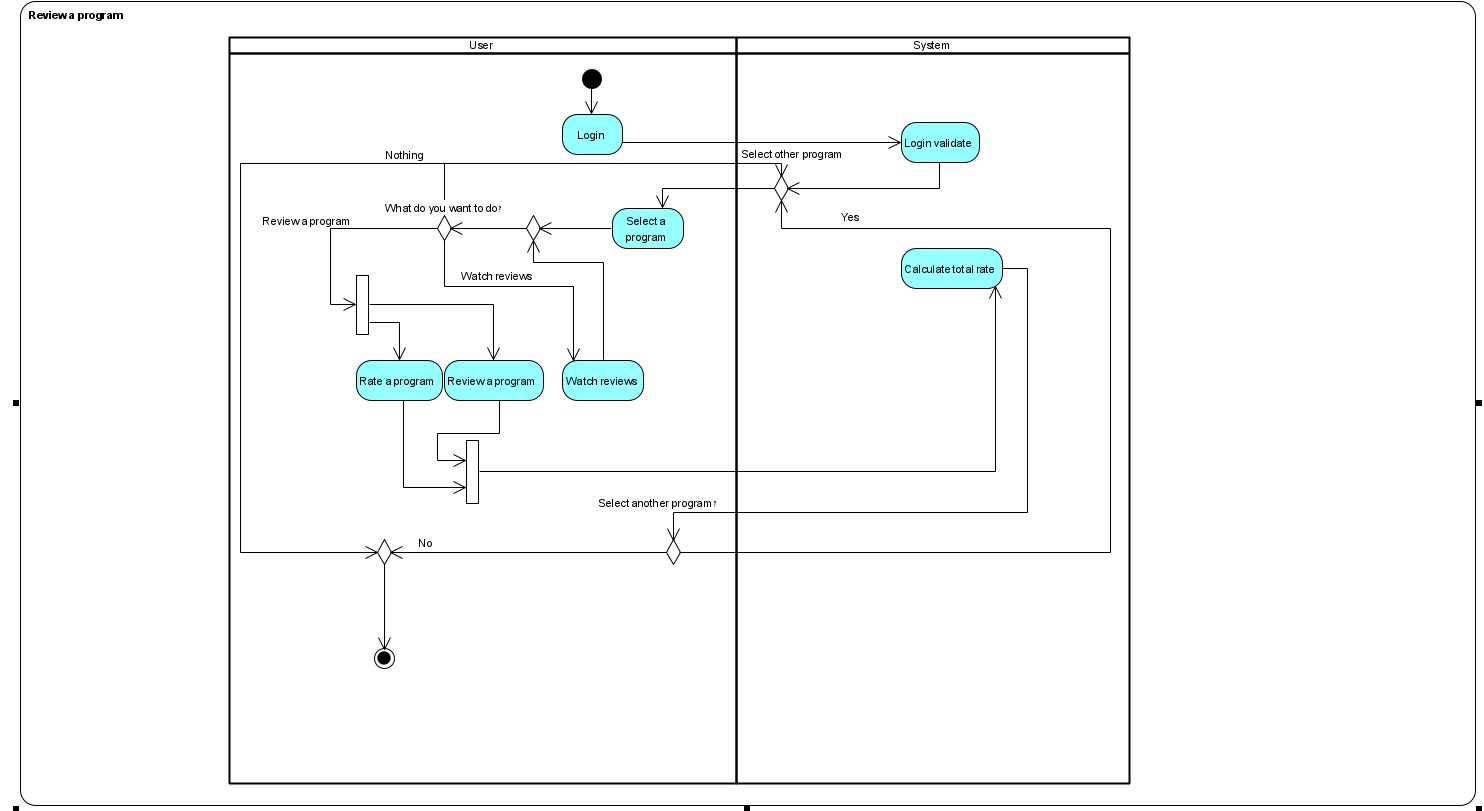 Review a program
User
System
Login
Login validate
Nothing
Select other program
What do you want to do?
Review a program
Select a
program
Yes
Watch reviews
Calculate total rate
Rate a program
Review a program
Watch reviews
Select another program?
No